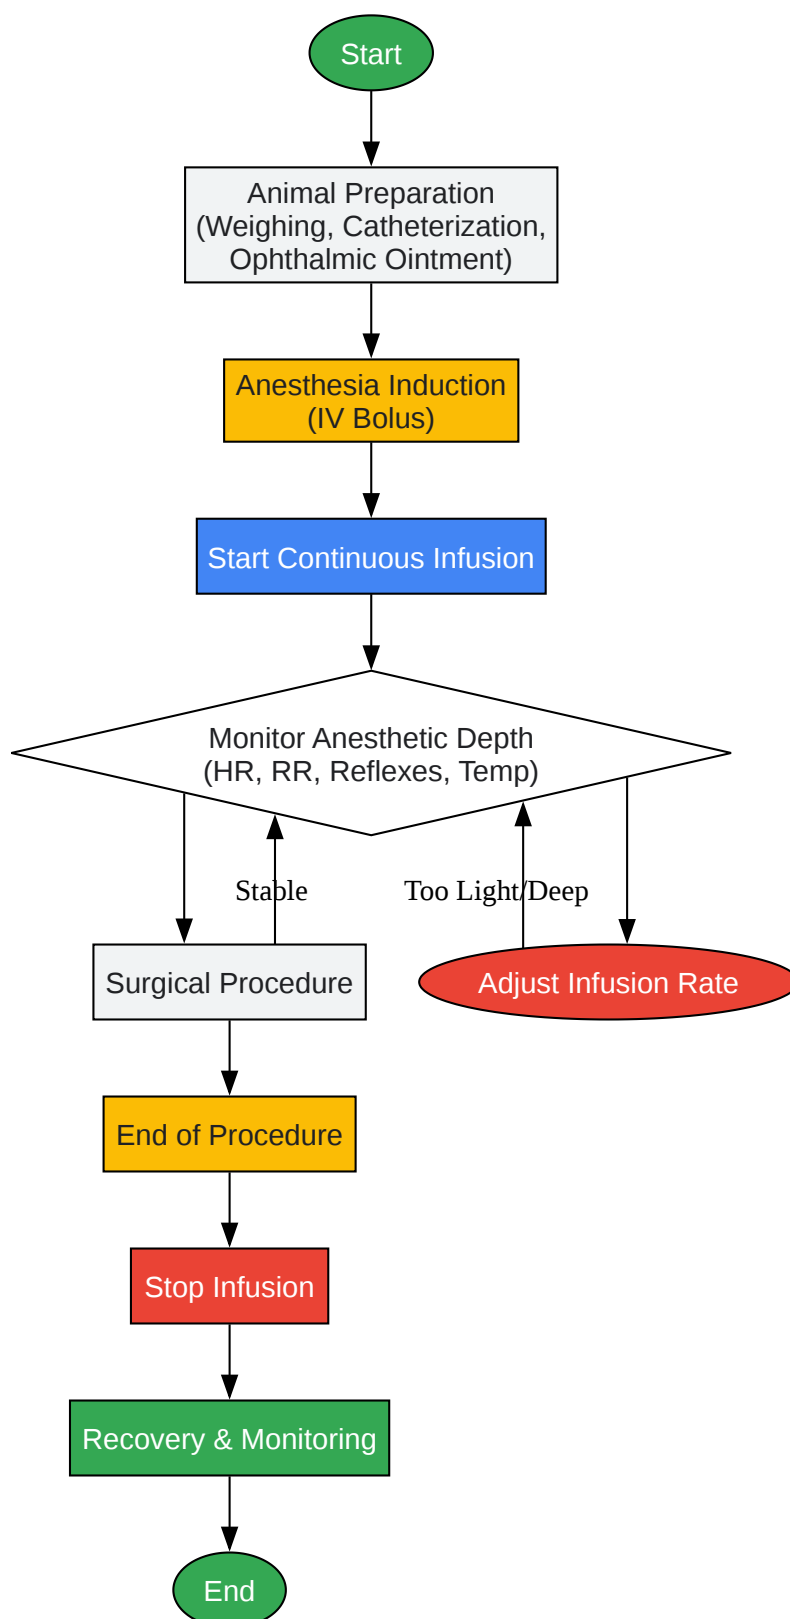 Start
Animal Preparation
(Weighing, Catheterization,
Ophthalmic Ointment)
Anesthesia Induction
(IV Bolus)
Start Continuous Infusion
Monitor Anesthetic Depth
(HR, RR, Reflexes, Temp)
Stable
Too Light/Deep
Surgical Procedure
Adjust Infusion Rate
End of Procedure
Stop Infusion
Recovery & Monitoring
End